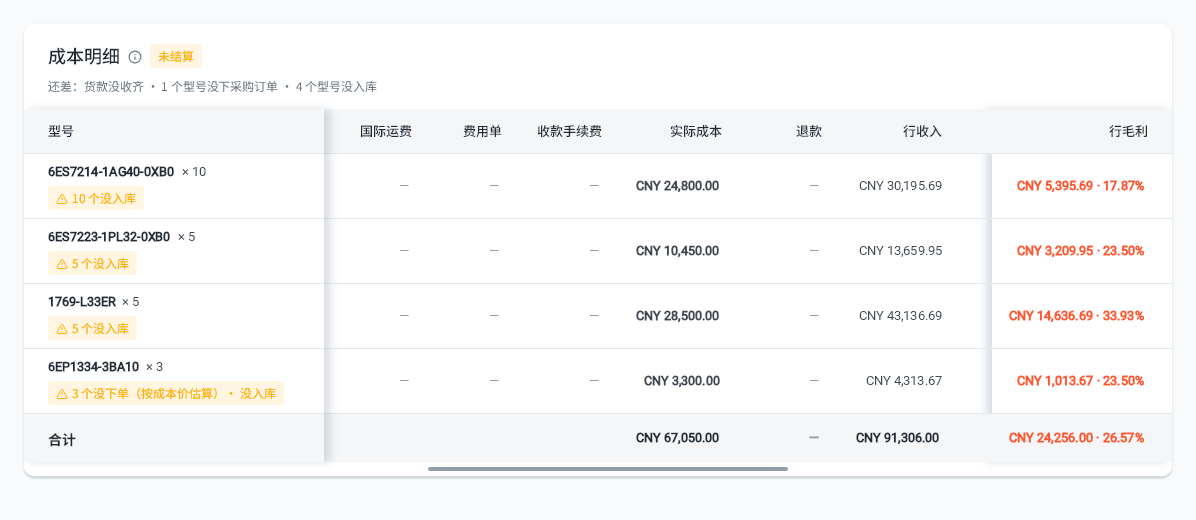 成本明细 未结算
还差：货款没收齐 • 1 个型号没下采购订单 • 4 个型号没入库
型号 国际运费 费用单 收款手续费 实际成本 退款 行收入 行毛利
6ES7214-1AG40-0XB0 × 10
10 个没入库
— — — CNY 24,800.00 — CNY 30,195.69 CNY 5,395.69 · 17.87%
6ES7223-1PL32-0XB0 × 5
5 个没入库
— — — CNY 10,450.00 — CNY 13,659.95 CNY 3,209.95 · 23.50%
1769-L33ER × 5
5 个没入库
— — — CNY 28,500.00 — CNY 43,136.69 CNY 14,636.69 · 33.93%
6EP1334-3BA10 × 3
3 个没下单（按成本价估算） • 没入库
— — — CNY 3,300.00 — CNY 4,313.67 CNY 1,013.67 · 23.50%
合计 CNY 67,050.00 — CNY 91,306.00 CNY 24,256.00 · 26.57%